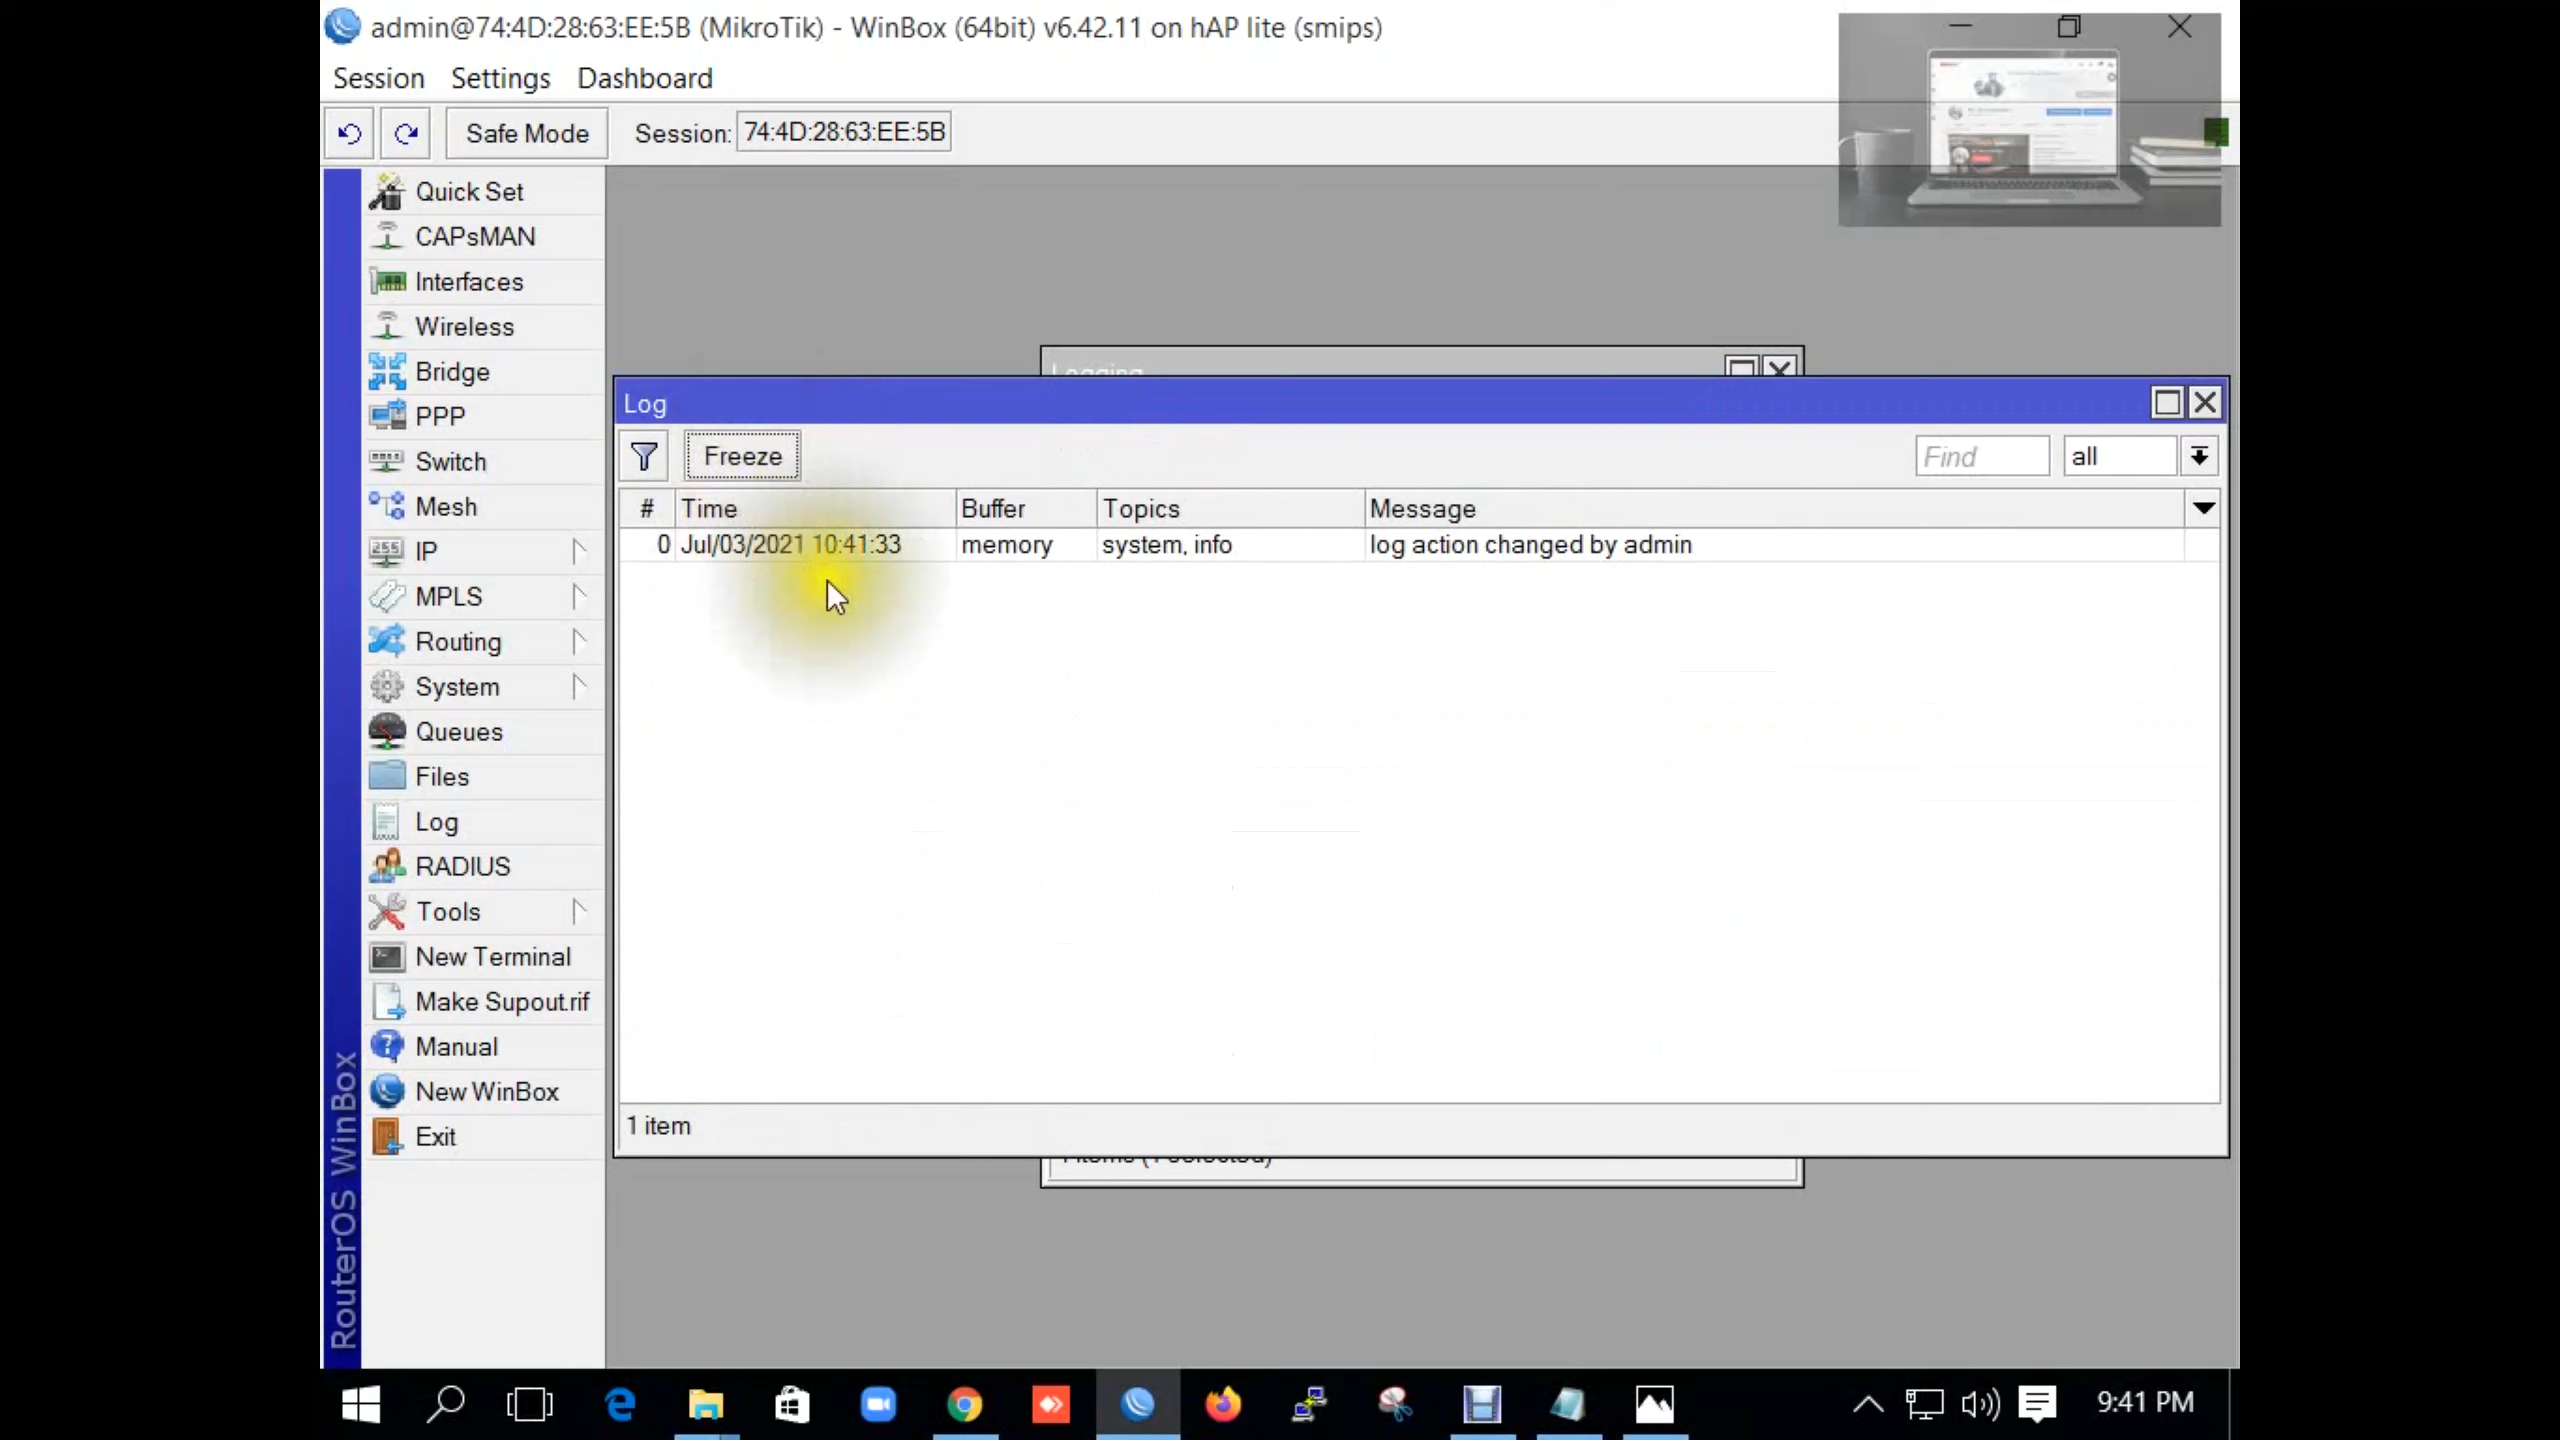 admin@74:4D:28:63:EE:5B (MikroTik) - WinBox (64bit) v6.42.11 on hAP lite (smips)
Session Settings Dashboard
Safe Mode Session: 74:4D:28:63:EE:5B
Quick Set
CAPsMAN
Interfaces
Wireless
Bridge
PPP
Switch
Mesh
255 IP
MPLS
Routing
System
Queues
Files
Log
RADIUS
Tools
New Terminal
Make Supout.rif
Manual
New WinBox
Exit
RouterOS WinBox
Logging
Log
Freeze Find all
# Time Buffer Topics Message
0 Jul/03/2021 10:41:33 memory system, info log action changed by admin
1 item
9:41 PM